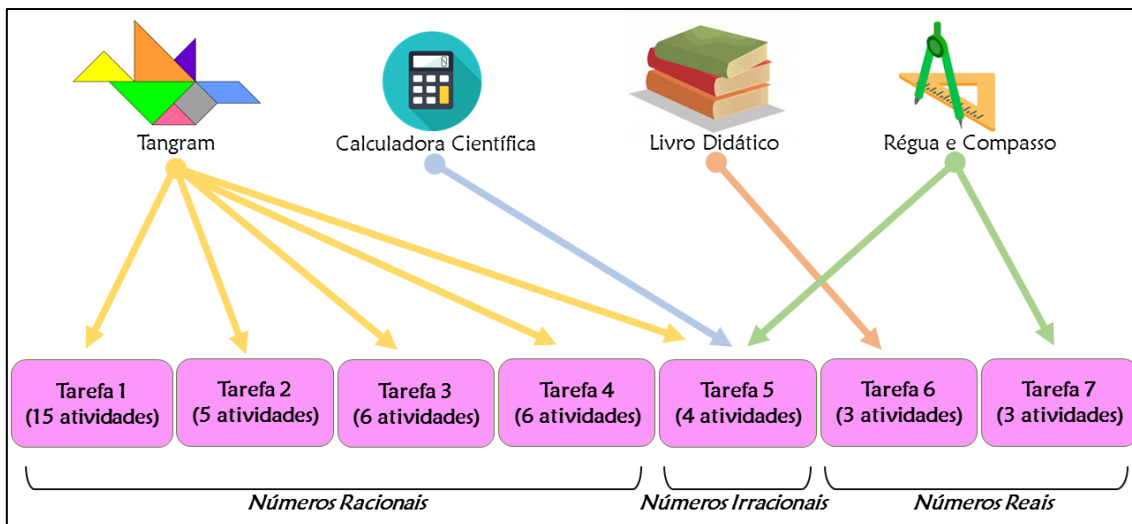 Tangram
Calculadora Científica
Livro Didático
Régua e Compasso
Tarefa 1
(15 atividades)
Tarefa 2
(5 atividades)
Tarefa 3
(6 atividades)
Tarefa 4
(6 atividades)
Tarefa 5
(4 atividades)
Tarefa 6
(3 atividades)
Tarefa 7
(3 atividades)
Números Racionais
Números Irracionais
Números Reais